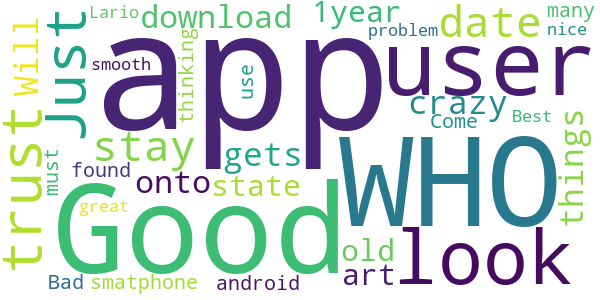 Lario
download
1year
date
many
problem
nice
Will
Just
app
user
smooth
thinking
use
crazy
Come
Best
things
trust
stay
gets
WHO
must
found
onto
state
Good
look
great
old
art
Bad
smatphone
android